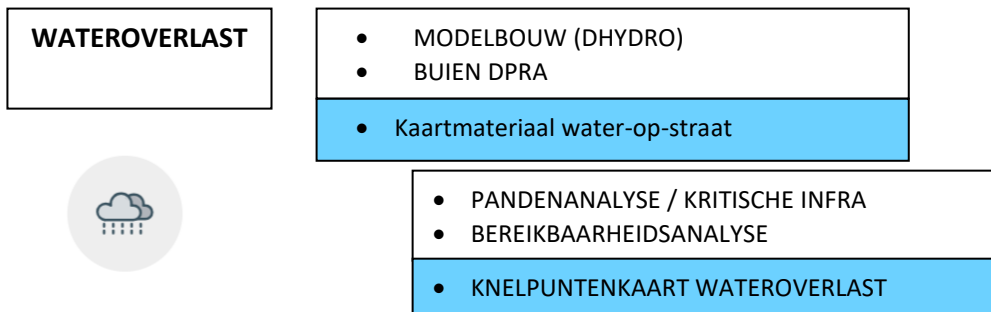 WATEROVERLAST
• MODELBOUW (DHYDRO)
• BUIEN DPRA
• Kaartmateriaal water-op-straat
• PANDENANALYSE / KRITISCHE INFRA
• BEREIKBAARHEIDSANALYSE
• KNELPUNTENKAART WATEROVERLAST